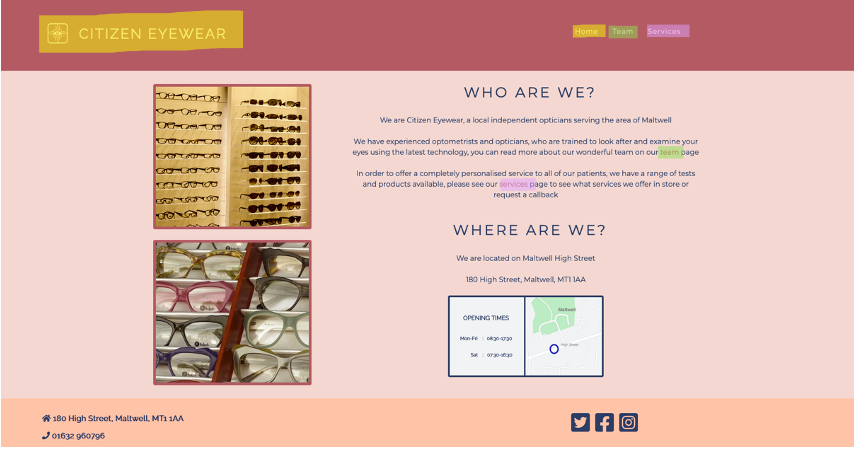 CITIZEN EYEWEAR
Home Team Services
WHO ARE WE?
We are Citizen Eyewear, a local independent opticians serving the area of Maltwell
We have experienced optometrists and opticians, who are trained to look after and examine your
eyes using the latest technology, you can read more about our wonderful team on our team page
In order to offer a completely personalised service to all of our patients, we have a range of tests
and products available, please see our services page to see what services we offer in store or
request a callback
WHERE ARE WE?
We are located on Maltwell High Street
180 High Street, Maltwell, MT1 1AA
OPENING TIMES
Mon-Fri : 0830-1730
Sat : 0730-1630
Maltwell
High Street
180 High Street, Maltwell, MT1 1AA
01632 960796